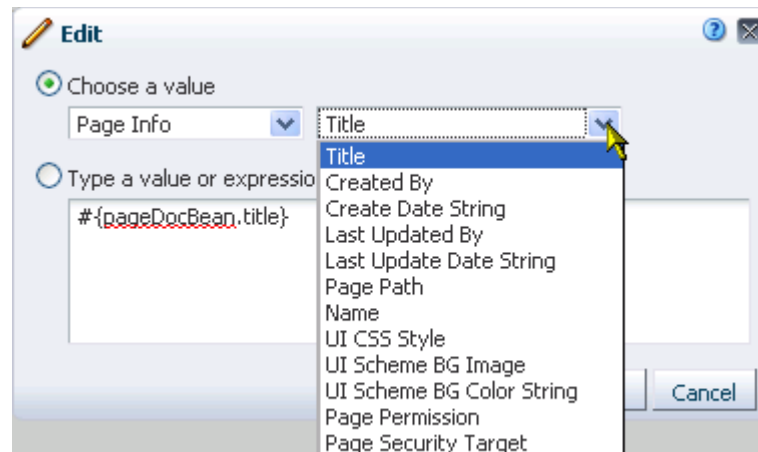 Edit
Choose a value
Page Info Title
Title
Type a value or expressio
Created By
#{pageDocBean.title}
Create Date String
Last Updated By
Last Update Date String
Page Path
Name
UI CSS Style
UI Scheme BG Image
UI Scheme BG Color String
Cancel
Page Permission
Page Security Target